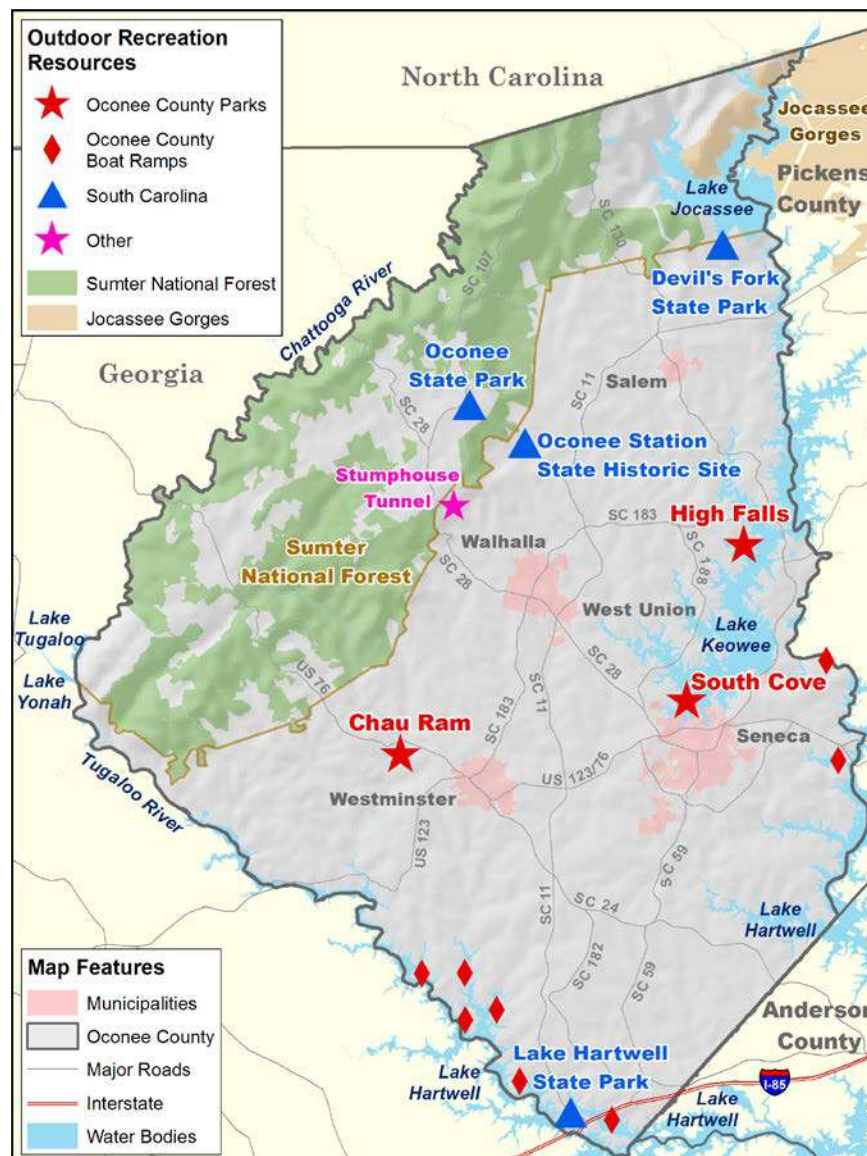 Outdoor Recreation
Resources
Oconee County Parks
Oconee County
Boat Ramps
South Carolina
Other
Sumter National Forest
Jocassee Gorges
North Carolina
Jocassee
Gorges
Pickens
County
Lake
Jocassee
SC 130
SC 107
Devil's Fork
State Park
Chattooga River
Georgia
Oconee
State Park
SC 11
Salem
SC 28
Oconee Station
State Historic Site
Stumphouse
Tunnel
High Falls
SC 183
Walhalla
SC 188
Sumter
National Forest
SC 28
West Union
Lake
Keowee
Lake
Tugaloo
Lake
Yonah
US 76
SC 28
South Cove
SC 11
SC 183
Chau Ram
Seneca
US 123/76
Westminster
Tugaloo River
US 123
SC 59
SC 11
SC 24
Lake
Hartwell
SC 182
SC 59
Map Features
Municipalities
Oconee County
Major Roads
Interstate
Water Bodies
Anderson
County
Lake Hartwell
State Park
Lake
Hartwell
I-85
Lake
Hartwell